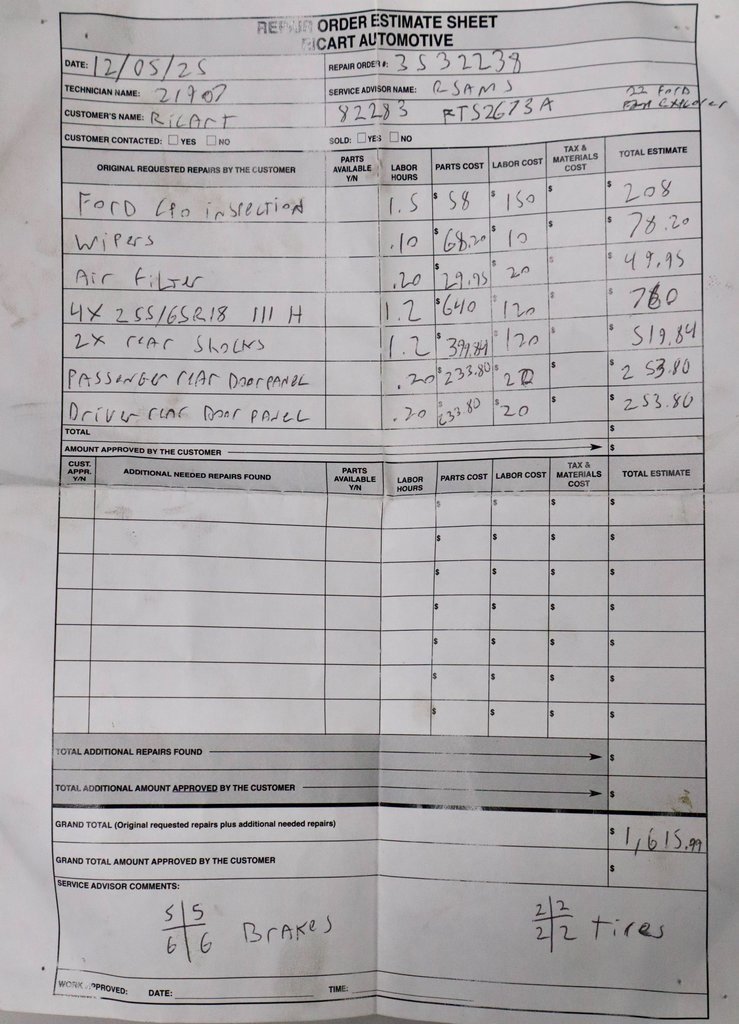 REPAIR ORDER ESTIMATE SHEET
RICART AUTOMOTIVE
DATE: 12/05/25 REPAIR ORDER #: 3532238
TECHNICIAN NAME: 21907 SERVICE ADVISOR NAME: RSAMS 22 Ford
CUSTOMER'S NAME: RiCArT 82283 RTS2673A Explorer
CUSTOMER CONTACTED: YES NO SOLD: YES NO
ORIGINAL REQUESTED REPAIRS BY THE CUSTOMER PARTS AVAILABLE Y/N LABOR HOURS PARTS COST LABOR COST TAX & MATERIALS COST TOTAL ESTIMATE
FORD CPO inspection 1.5 $58 $150 $ $208
Wipers .10 $68.20 $10 $ $78.20
Air Filter .20 $29.95 $20 $ $49.95
4X 255/65R18 111 H 1.2 $640 $120 $ $760
2X rear Shocks 1.2 $399.84 $120 $ $519.84
PASSenger rear Door PANEL .20 $233.80 $20 $ $253.80
Driver rear Door PANEL .20 $233.80 $20 $ $253.80
TOTAL $
AMOUNT APPROVED BY THE CUSTOMER $
CUST. APPR. Y/N ADDITIONAL NEEDED REPAIRS FOUND PARTS AVAILABLE Y/N LABOR HOURS PARTS COST LABOR COST TAX & MATERIALS COST TOTAL ESTIMATE
$ $ $ $
$ $ $ $
$ $ $ $
$ $ $ $
$ $ $ $
$ $ $ $
$ $ $ $
TOTAL ADDITIONAL REPAIRS FOUND $
TOTAL ADDITIONAL AMOUNT APPROVED BY THE CUSTOMER $
GRAND TOTAL (Original requested repairs plus additional needed repairs) $1,615.99
GRAND TOTAL AMOUNT APPROVED BY THE CUSTOMER $
SERVICE ADVISOR COMMENTS:
5|5 2|2
6|6 BrAKes 2|2 tires
WORK APPROVED: DATE: TIME: